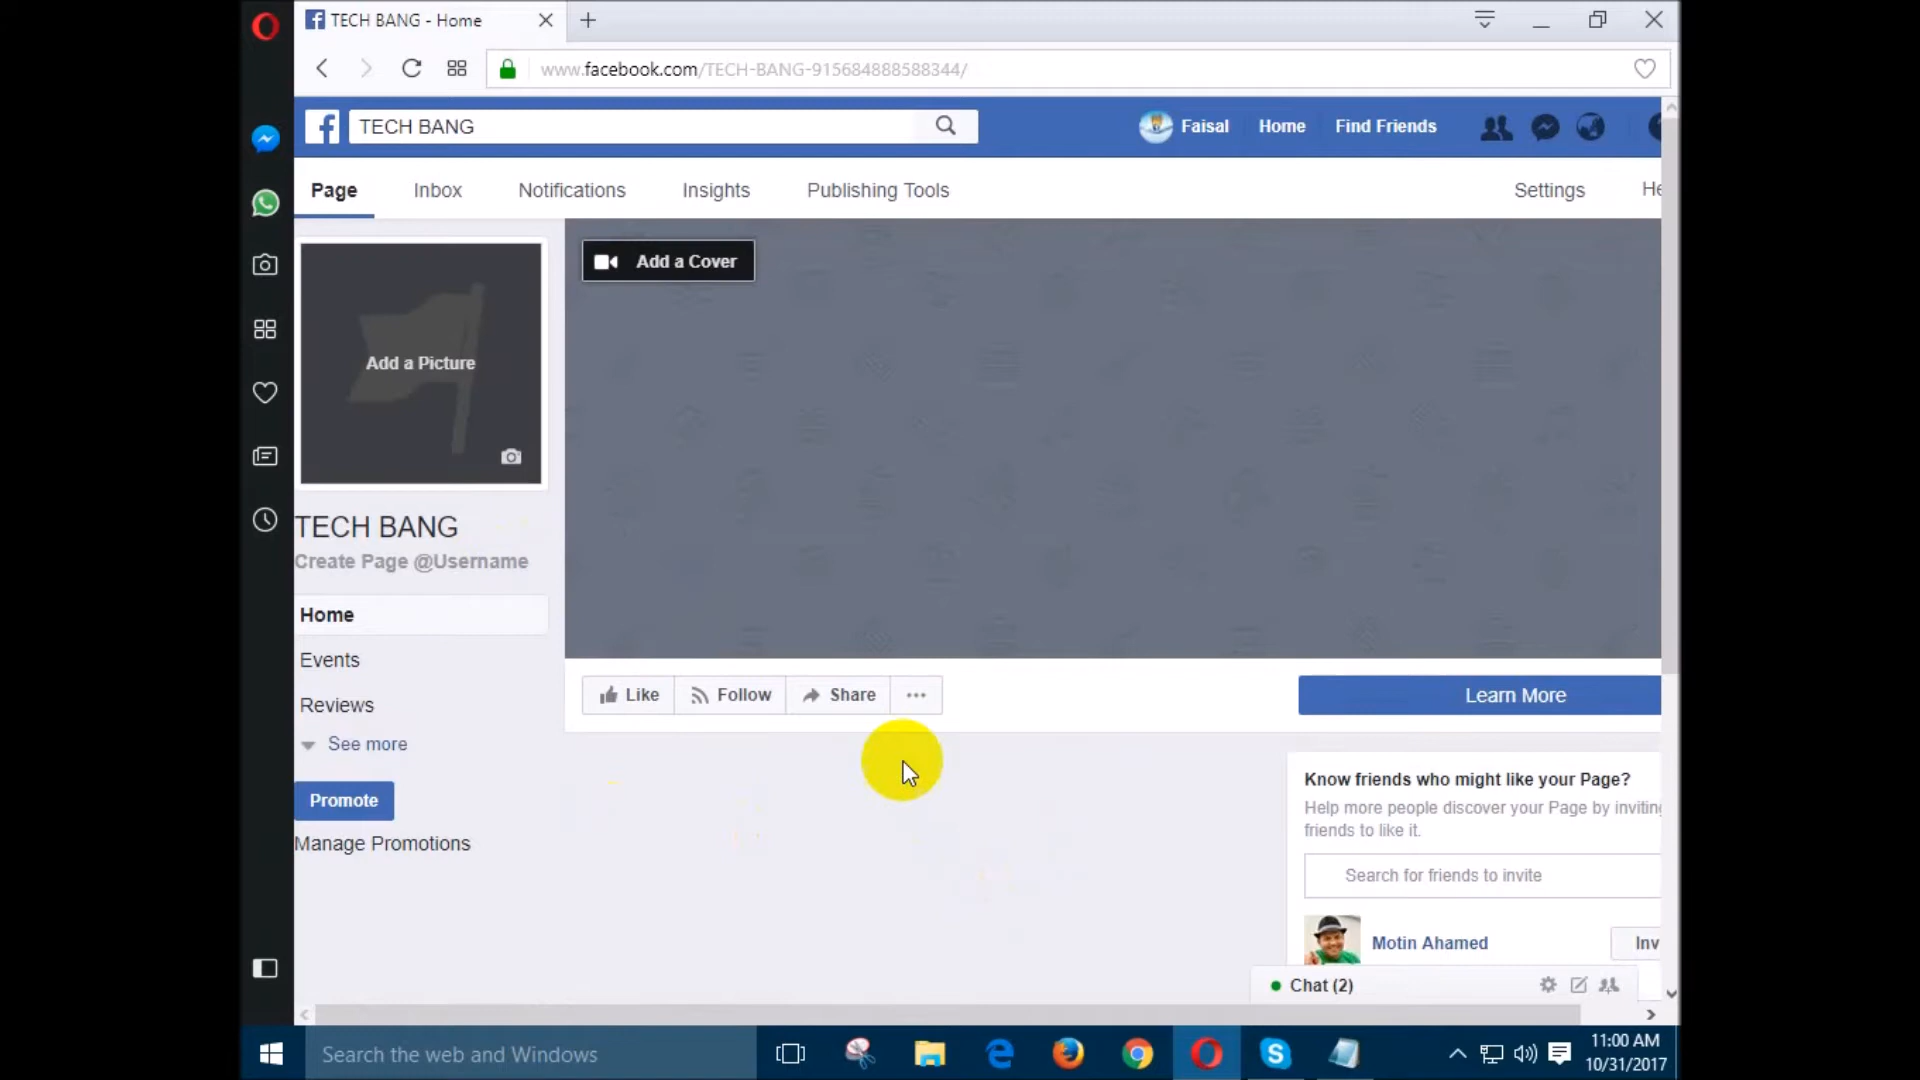 TECH BANG - Home
www.facebook.com/TECH-BANG-915684888588344/
TECH BANG
Faisal
Home
Find Friends
Page
Inbox
Notifications
Insights
Publishing Tools
Settings
He
Add a Cover
Add a Picture
TECH BANG
Create Page @Username
Home
Events
Reviews
See more
Promote
Manage Promotions
Like
Follow
Share
Learn More
Know friends who might like your Page?
Help more people discover your Page by inviting
friends to like it.
Search for friends to invite
Motin Ahamed
Inv
Chat (2)
Search the web and Windows
11:00 AM
10/31/2017